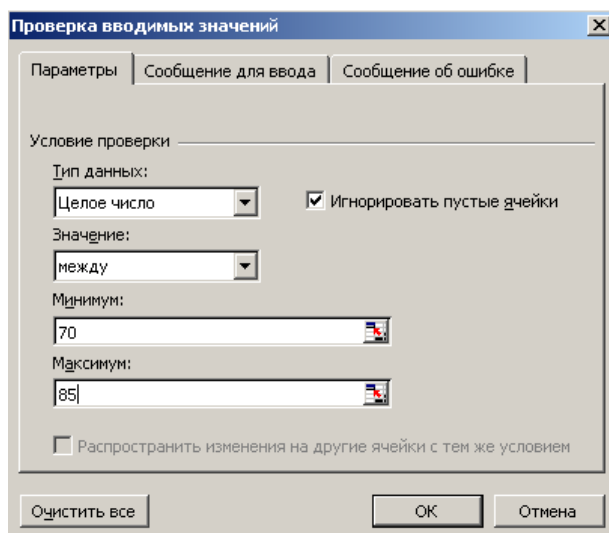 Проверка вводимых значений
Параметры
Сообщение для ввода
Сообщение об ошибке
Условие проверки
Тип данных:
Целое число
Игнорировать пустые ячейки
Значение:
между
Минимум:
70
Максимум:
85
Распространить изменения на другие ячейки с тем же условием
Очистить все
ОК
Отмена